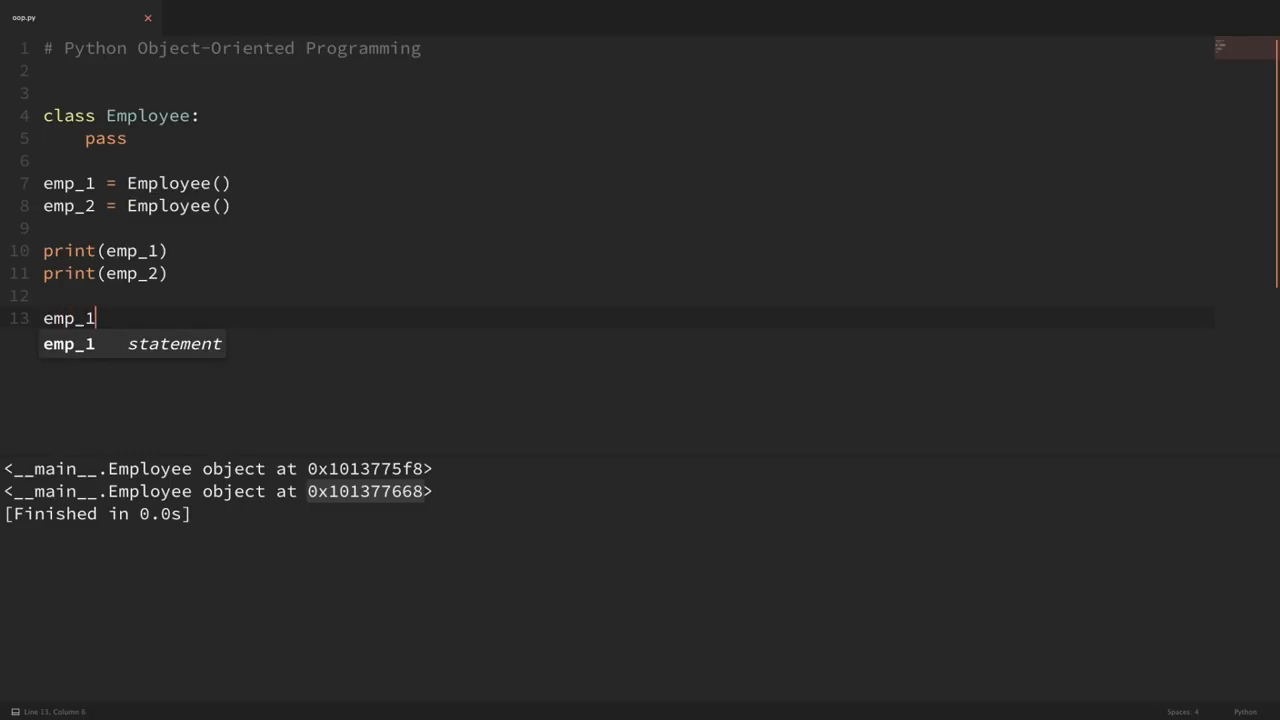 oop.py
1 # Python Object-Oriented Programming
2
3
4 class Employee:
5     pass
6
7 emp_1 = Employee()
8 emp_2 = Employee()
9
10 print(emp_1)
11 print(emp_2)
12
13 emp_1
emp_1 statement
<__main__.Employee object at 0x1013775f8>
<__main__.Employee object at 0x101377668>
[Finished in 0.0s]
Line 13, Column 6 Spaces: 4 Python